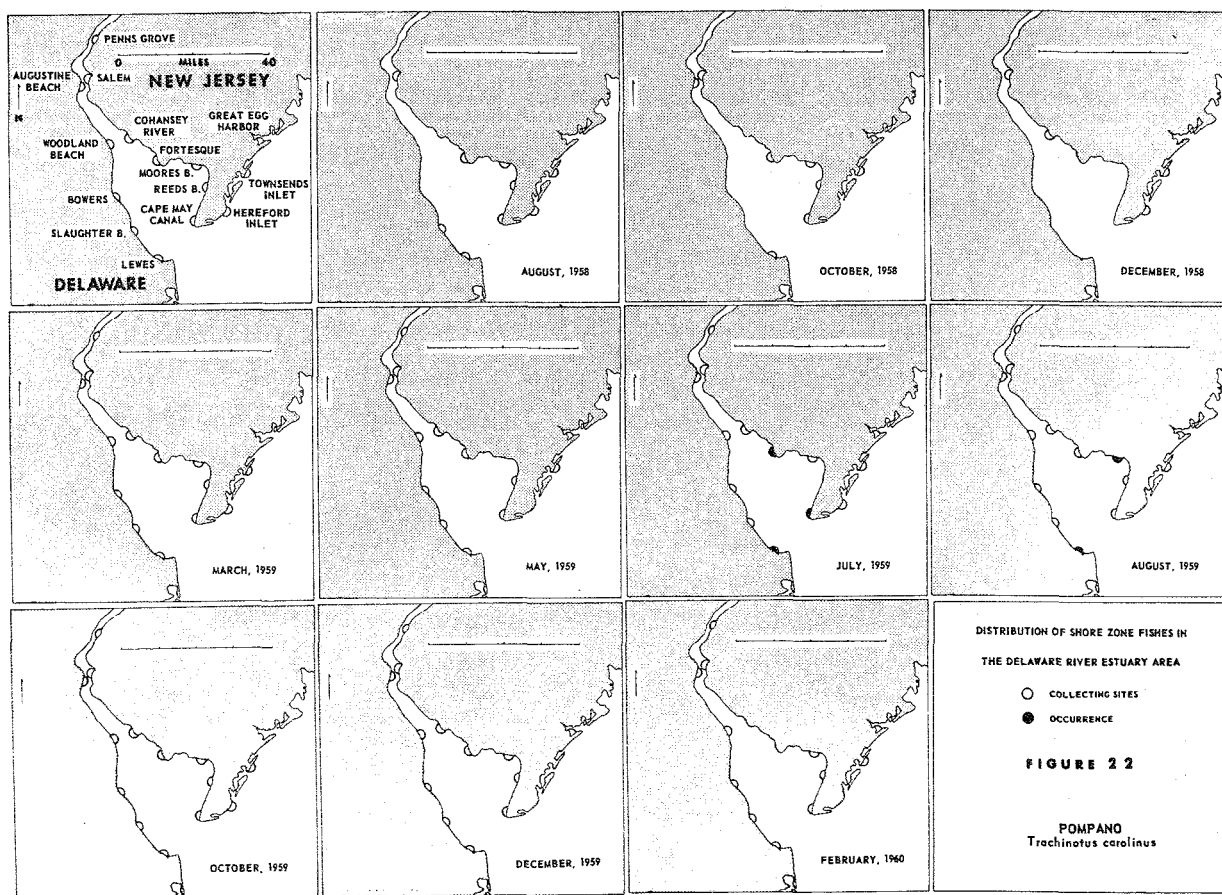 PENNS GROVE
0 MILES 40
AUGUSTINE BEACH
SALEM
NEW JERSEY
N
COHANSEY RIVER
GREAT EGG HARBOR
WOODLAND BEACH
FORTESQUE
MOORES B.
REEDS B.
TOWNSENDS INLET
BOWERS
CAPE MAY CANAL
HEREFORD INLET
SLAUGHTER B.
LEWES
DELAWARE
AUGUST, 1958
OCTOBER, 1958
DECEMBER, 1958
MARCH, 1959
MAY, 1959
JULY, 1959
AUGUST, 1959
OCTOBER, 1959
DECEMBER, 1959
FEBRUARY, 1960
DISTRIBUTION OF SHORE ZONE FISHES IN
THE DELAWARE RIVER ESTUARY AREA
COLLECTING SITES
OCCURRENCE
FIGURE 22
POMPANO
Trachinotus carolinus